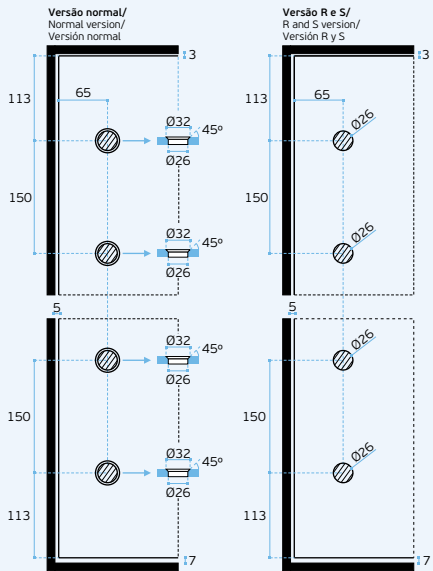 Versão normal/
Normal version/
Versión normal
3
113
65
Ø32
45º
Ø26
150
Ø32
45º
Ø26
5
Ø32
45º
Ø26
150
Ø32
45º
Ø26
113
7
Versão R e S/
R and S version/
Versión R y S
3
113
65
Ø26
150
Ø26
5
Ø26
150
Ø26
113
7